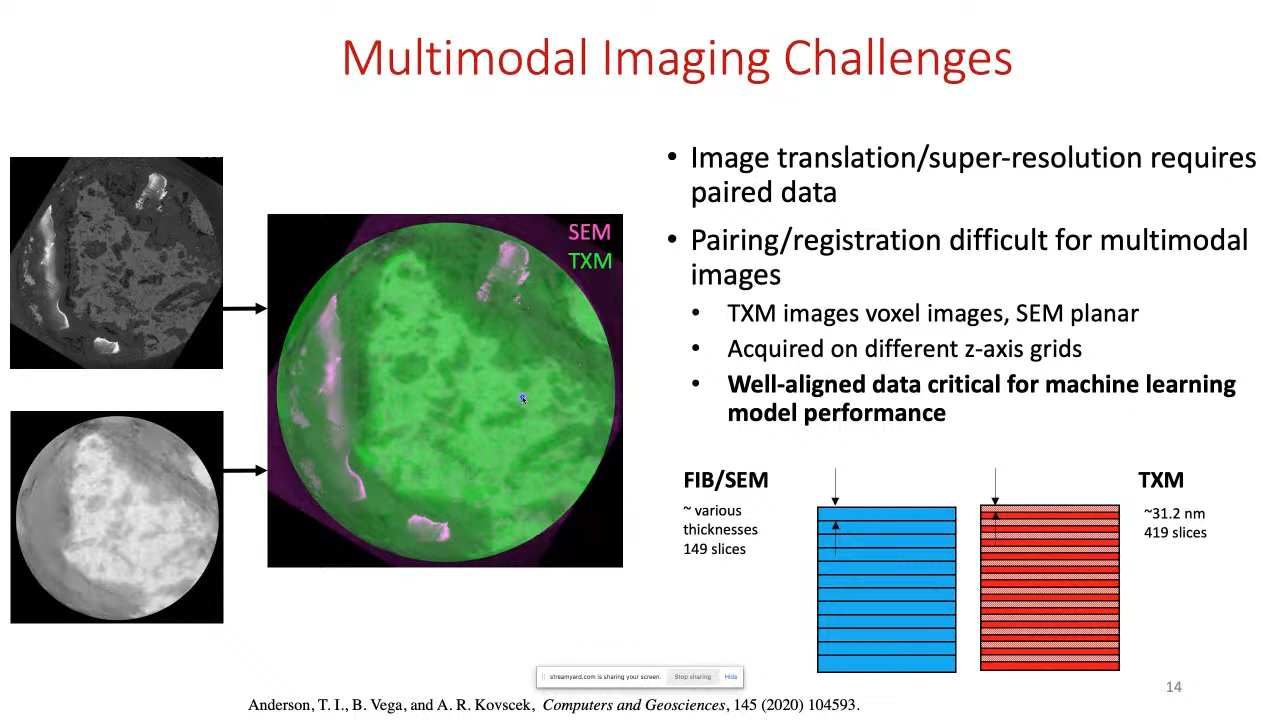 Multimodal Imaging Challenges
SEM
TXM
• Image translation/super-resolution requires
paired data
• Pairing/registration difficult for multimodal
images
• TXM images voxel images, SEM planar
• Acquired on different z-axis grids
• Well-aligned data critical for machine learning
model performance
FIB/SEM
~ various
thicknesses
149 slices
TXM
~31.2 nm
419 slices
streamyard.com is sharing your screen. Stop sharing Hide
14
Anderson, T. I., B. Vega, and A. R. Kovscek, Computers and Geosciences, 145 (2020) 104593.